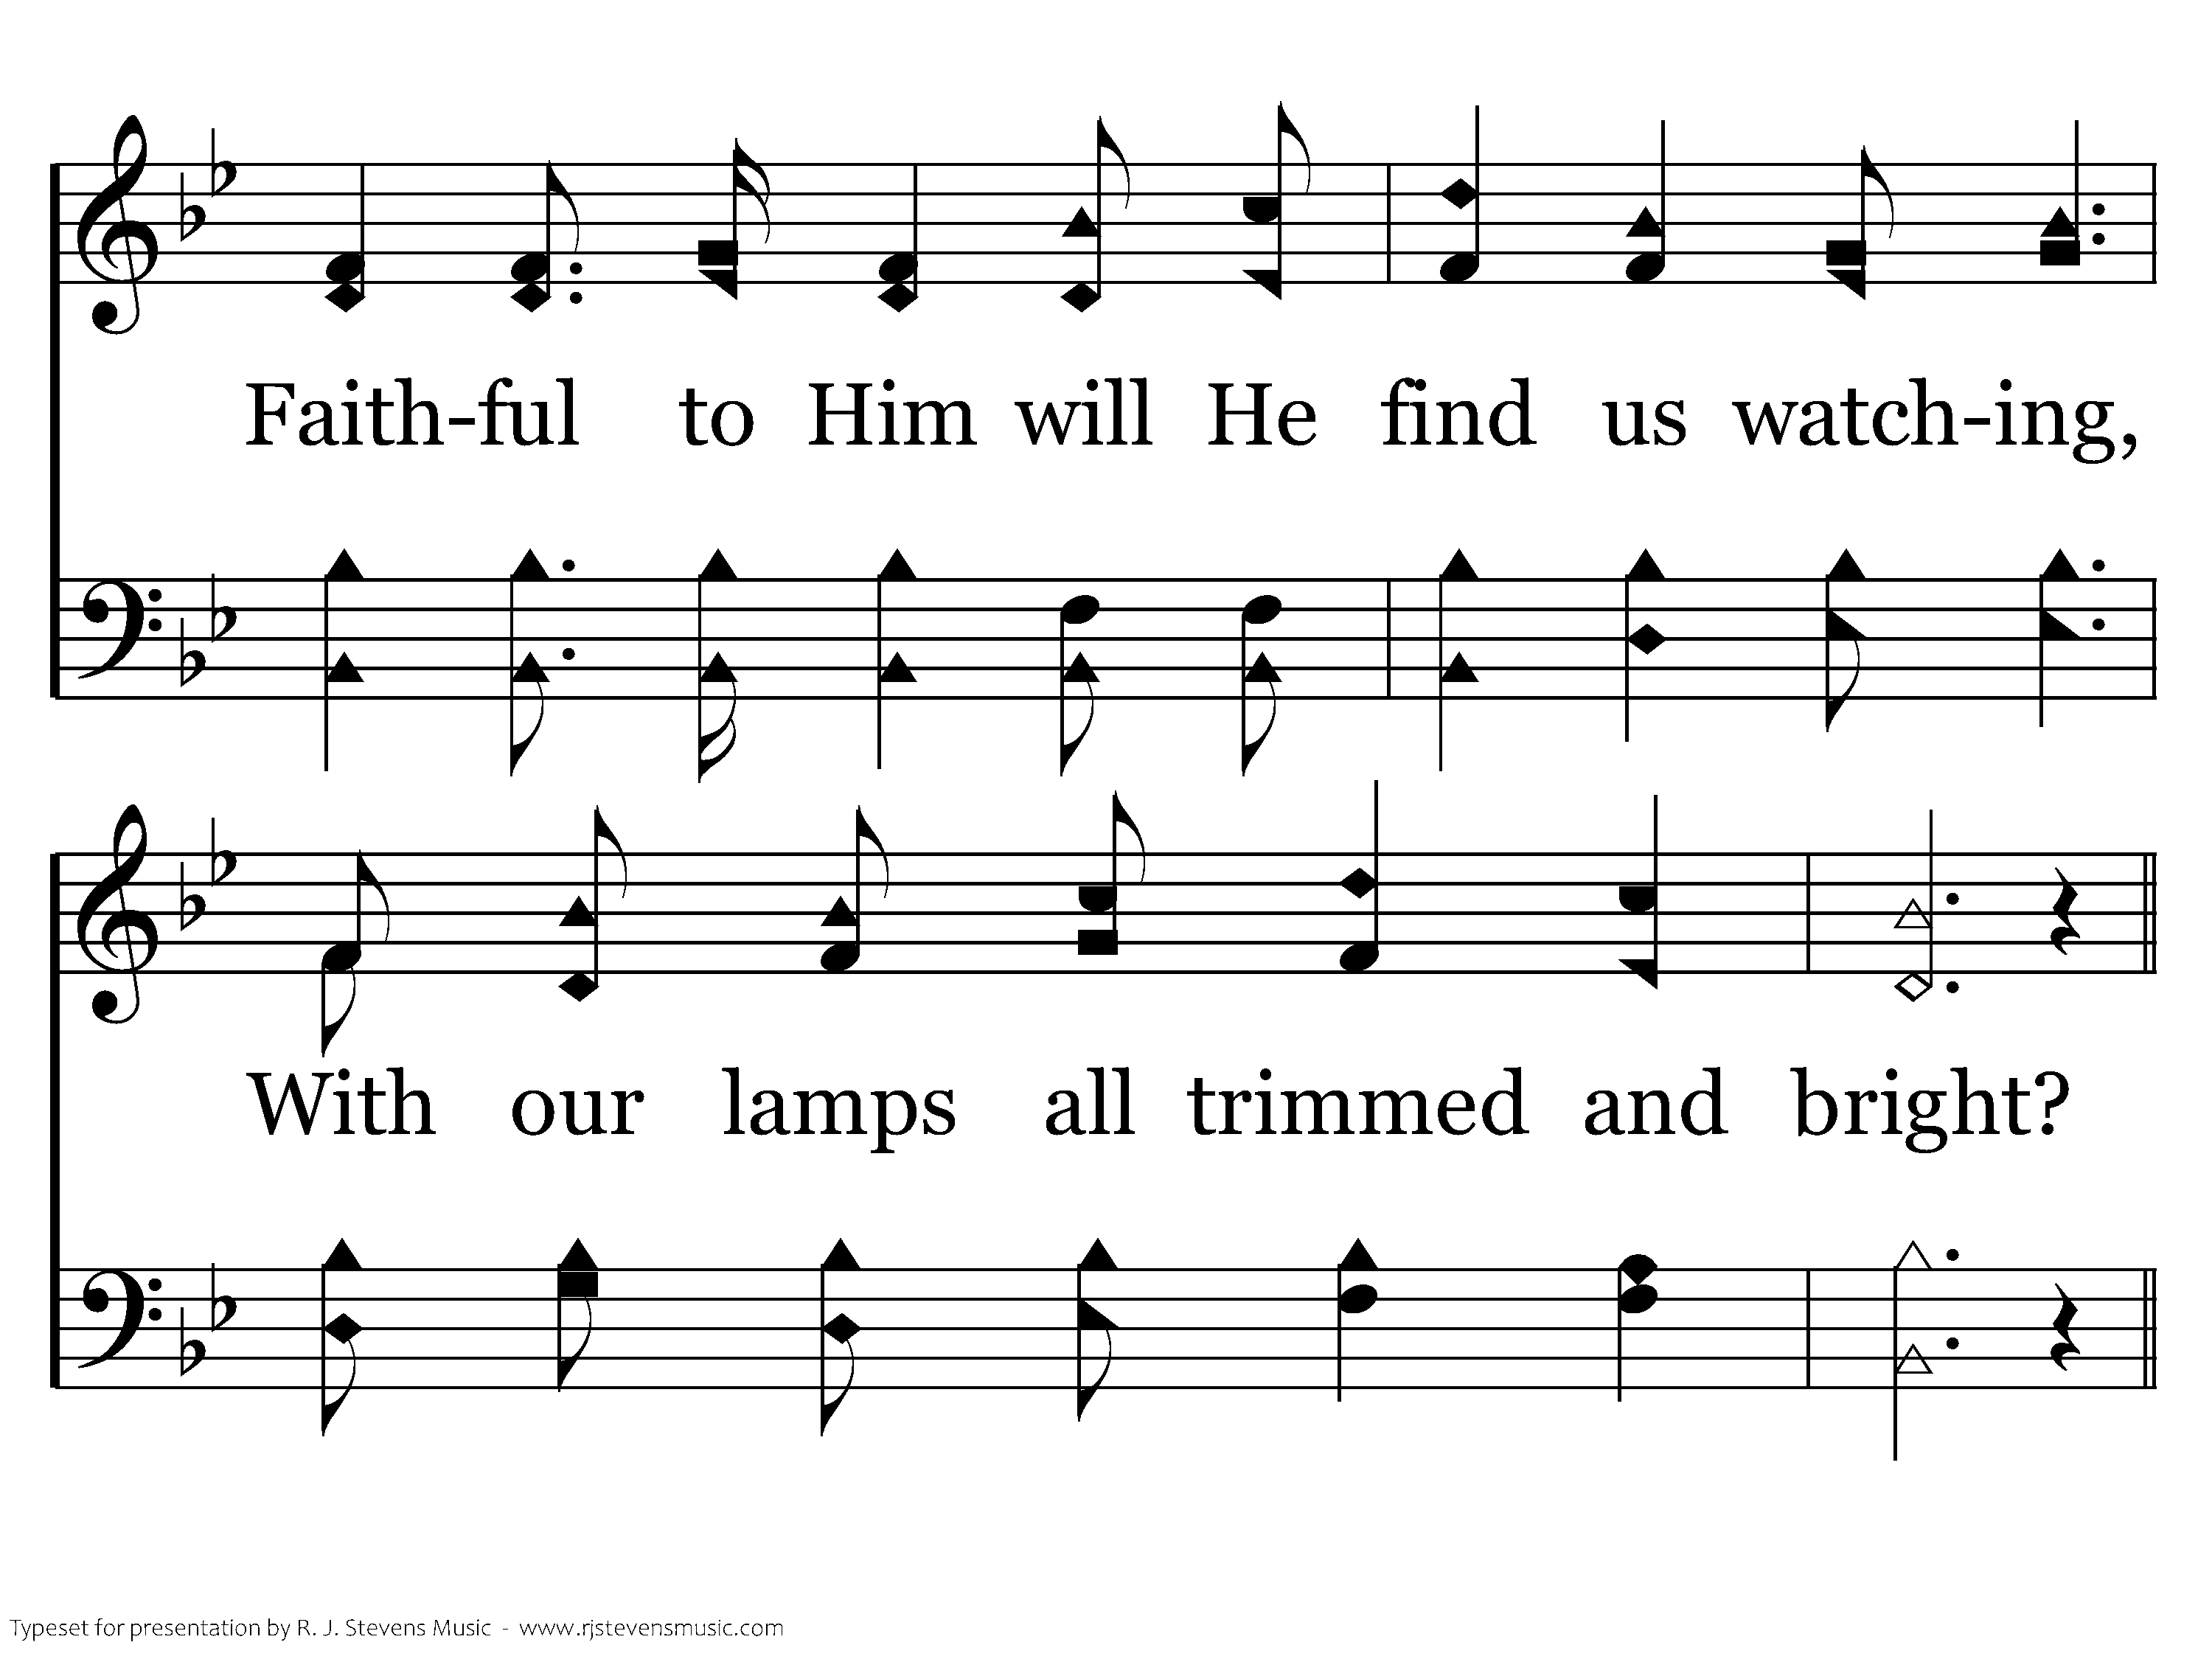 Faith-ful to Him will He find us watch-ing,
With our lamps all trimmed and bright?
Typeset for presentation by R. J. Stevens Music - www.rjstevensmusic.com